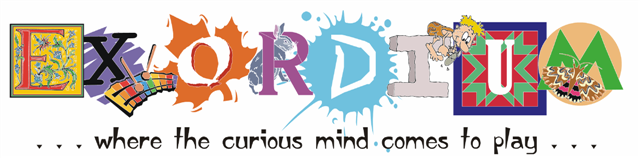 EXORDIUM
. . . where the curious mind comes to play . . .